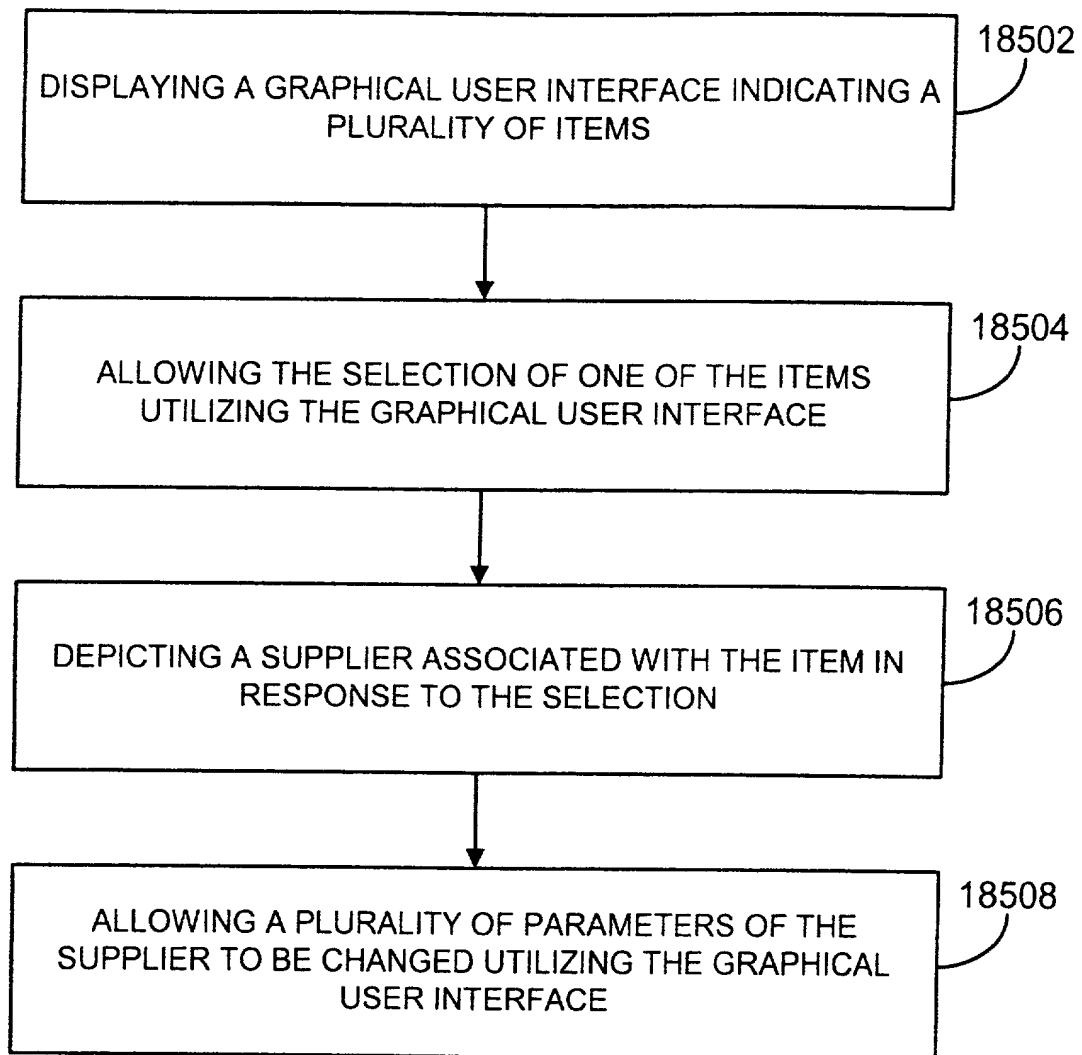 18502
DISPLAYING A GRAPHICAL USER INTERFACE INDICATING A
PLURALITY OF ITEMS
18504
ALLOWING THE SELECTION OF ONE OF THE ITEMS
UTILIZING THE GRAPHICAL USER INTERFACE
18506
DEPICTING A SUPPLIER ASSOCIATED WITH THE ITEM IN
RESPONSE TO THE SELECTION
18508
ALLOWING A PLURALITY OF PARAMETERS OF THE
SUPPLIER TO BE CHANGED UTILIZING THE GRAPHICAL
USER INTERFACE